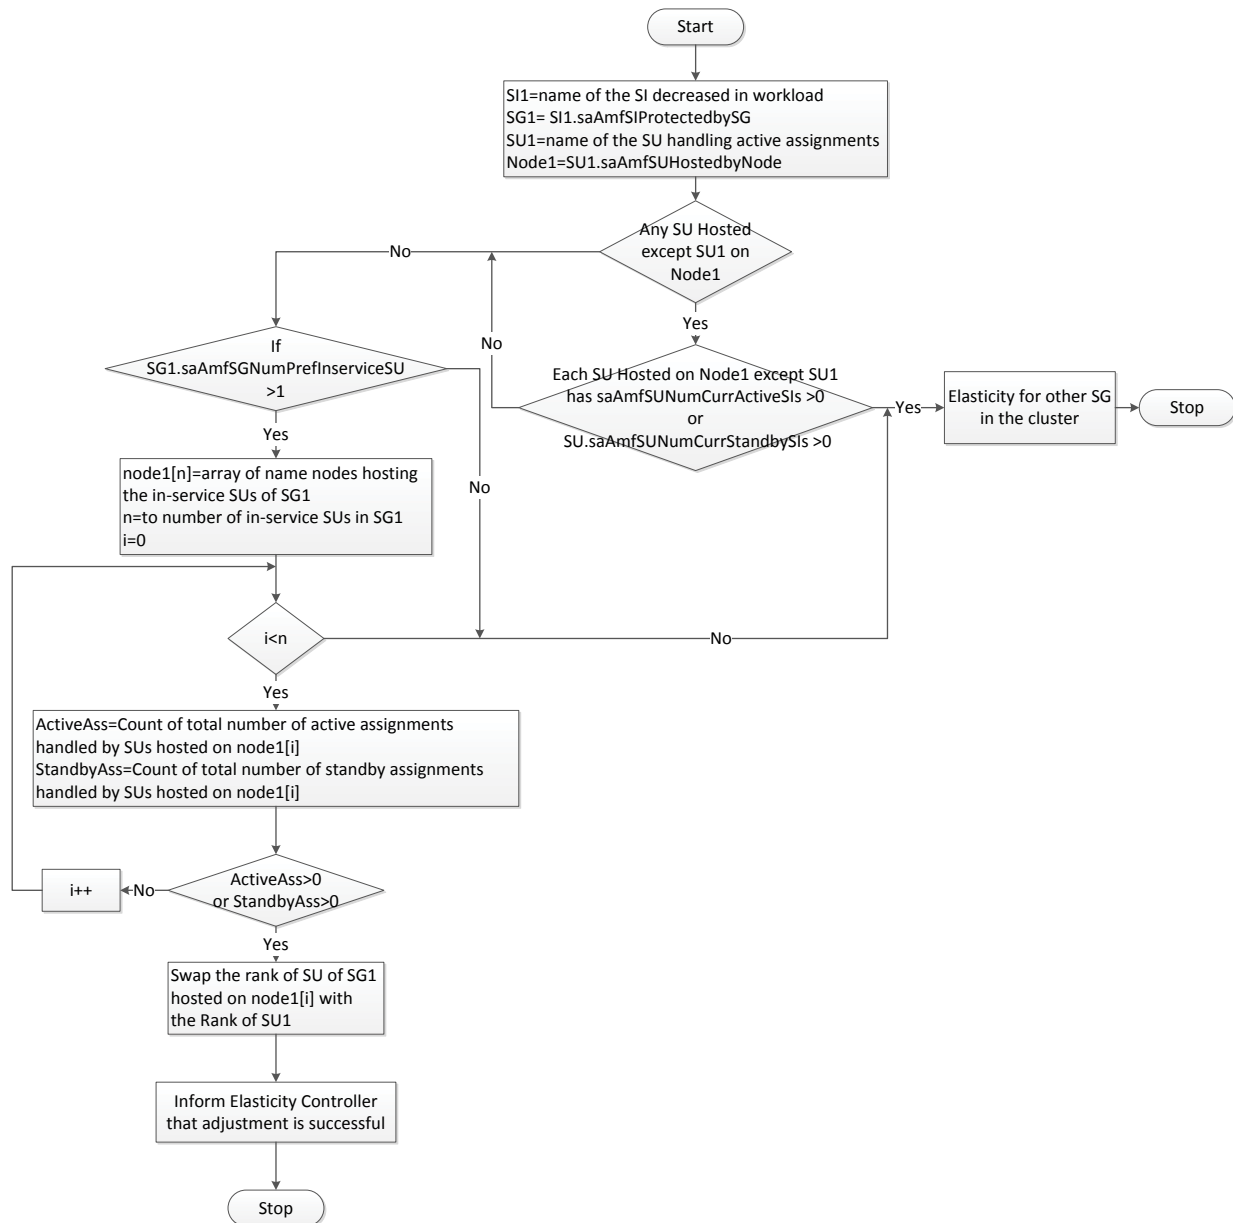 Start
SI1=name of the SI decreased in workload
SG1= SI1.saAmfSIProtectedbySG
SU1=name of the SU handling active assignments
Node1=SU1.saAmfSUHostedbyNode
Any SU Hosted
except SU1 on
Node1
No
Yes
If
SG1.saAmfSGNumPrefInserviceSU
>1
No
Each SU Hosted on Node1 except SU1
has saAmfSUNumCurrActiveSIs >0
or
SU.saAmfSUNumCurrStandbySIs >0
Yes
Elasticity for other SG
in the cluster
Stop
Yes
No
node1[n]=array of name nodes hosting
the in-service SUs of SG1
n=to number of in-service SUs in SG1
i=0
i<n
No
Yes
ActiveAss=Count of total number of active assignments
handled by SUs hosted on node1[i]
StandbyAss=Count of total number of standby assignments
handled by SUs hosted on node1[i]
i++
No
ActiveAss>0
or StandbyAss>0
Yes
Swap the rank of SU of SG1
hosted on node1[i] with
the Rank of SU1
Inform Elasticity Controller
that adjustment is successful
Stop